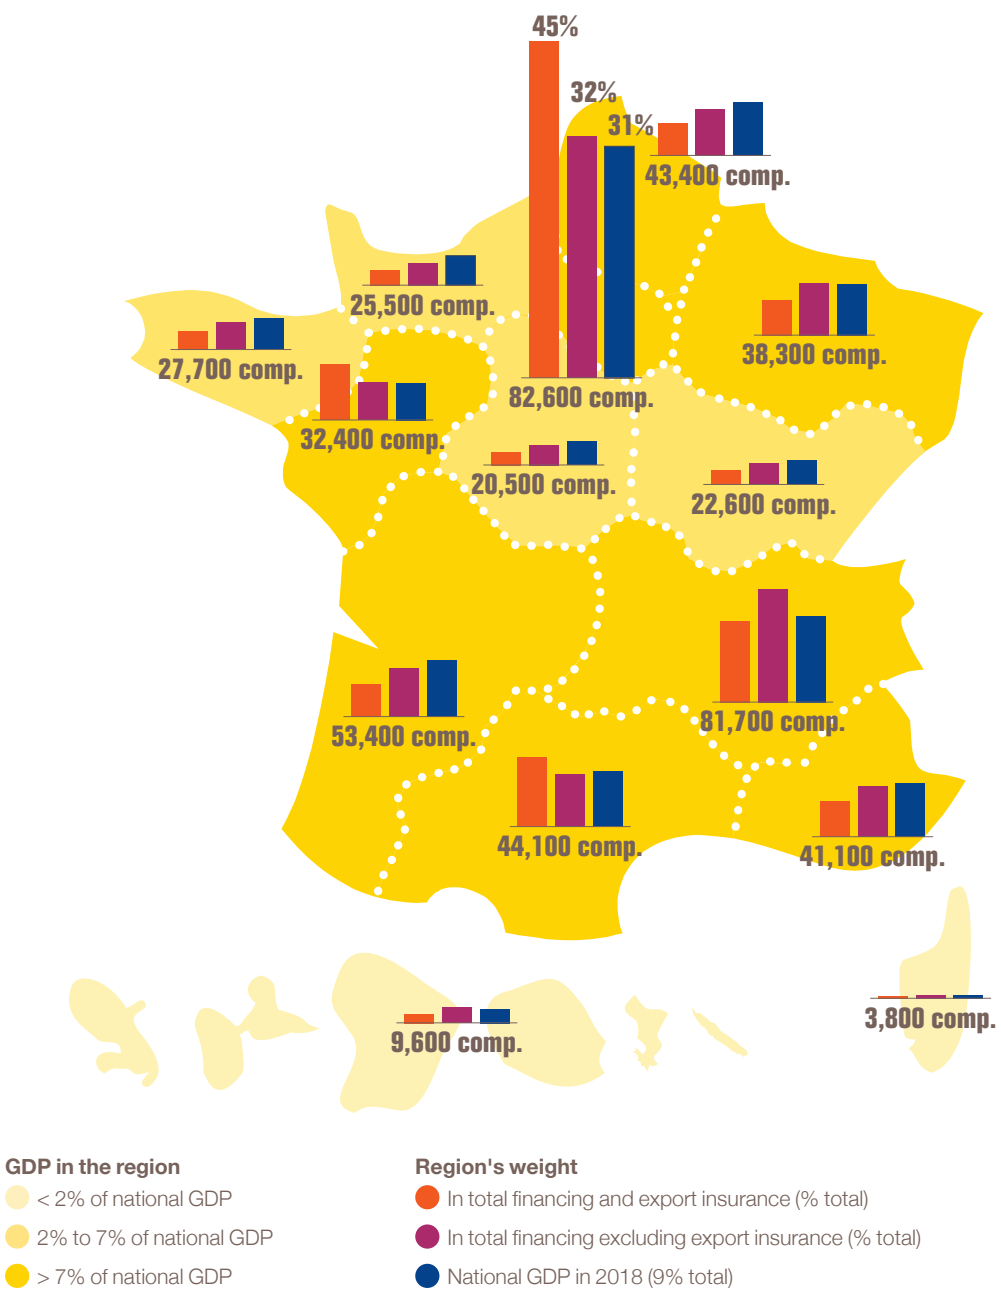 45%
32%
31%
43,400 comp.
25,500 comp.
27,700 comp.
38,300 comp.
82,600 comp.
32,400 comp.
20,500 comp.
22,600 comp.
81,700 comp.
53,400 comp.
44,100 comp.
41,100 comp.
9,600 comp.
3,800 comp.
GDP in the region
< 2% of national GDP
2% to 7% of national GDP
> 7% of national GDP
Region's weight
In total financing and export insurance (% total)
In total financing excluding export insurance (% total)
National GDP in 2018 (9% total)